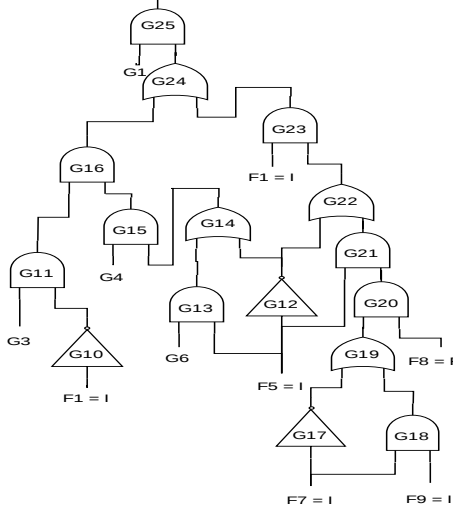 G25
G1
G24
G23
F1 = I
G16
G22
G15
G14
G4
G21
G11
G13
G12
G20
G3
G6
G10
G19
F8 =
F1 = I
F5 = I
G17
G18
F7 = I
F9 = I